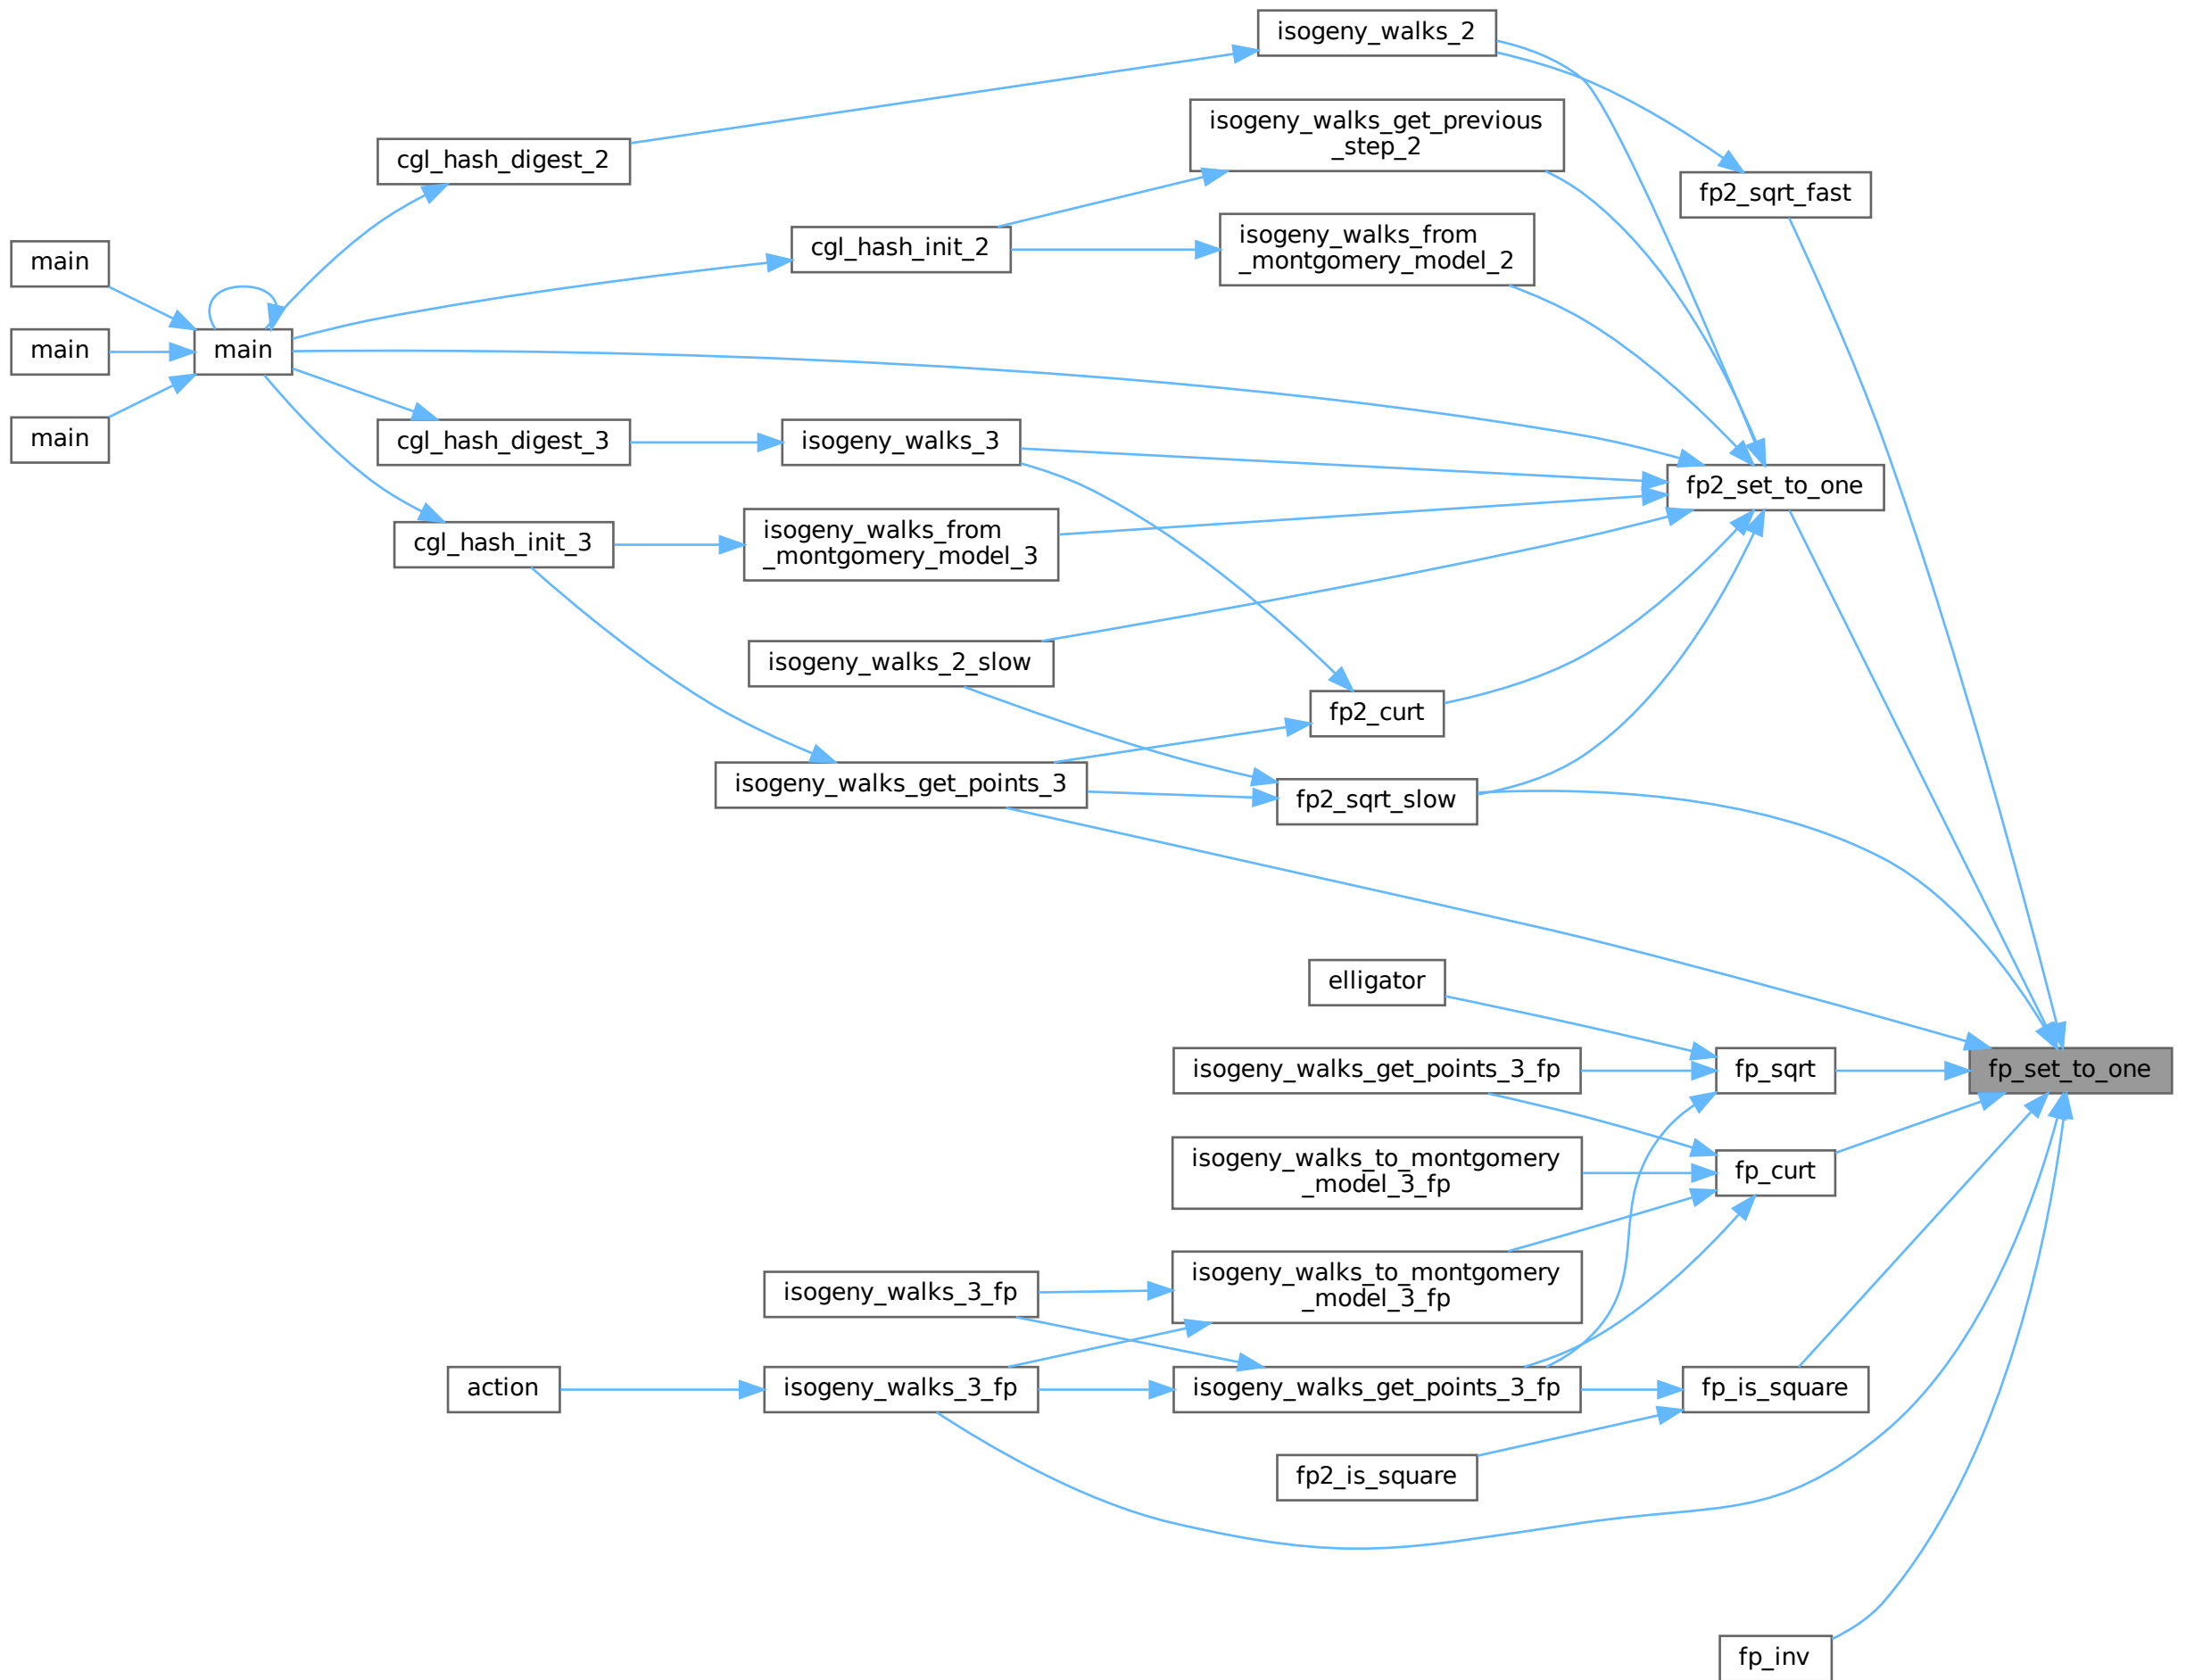 isogeny_walks_2
isogeny_walks_get_previous
_step_2
cgl_hash_digest_2
fp2_sqrt_fast
isogeny_walks_from
_montgomery_model_2
cgl_hash_init_2
main
main
main
main
cgl_hash_digest_3
isogeny_walks_3
fp2_set_to_one
cgl_hash_init_3
isogeny_walks_from
_montgomery_model_3
isogeny_walks_2_slow
fp2_curt
isogeny_walks_get_points_3
fp2_sqrt_slow
elligator
isogeny_walks_get_points_3_fp
fp_sqrt
fp_set_to_one
isogeny_walks_to_montgomery
_model_3_fp
fp_curt
isogeny_walks_3_fp
isogeny_walks_to_montgomery
_model_3_fp
action
isogeny_walks_3_fp
isogeny_walks_get_points_3_fp
fp_is_square
fp2_is_square
fp_inv